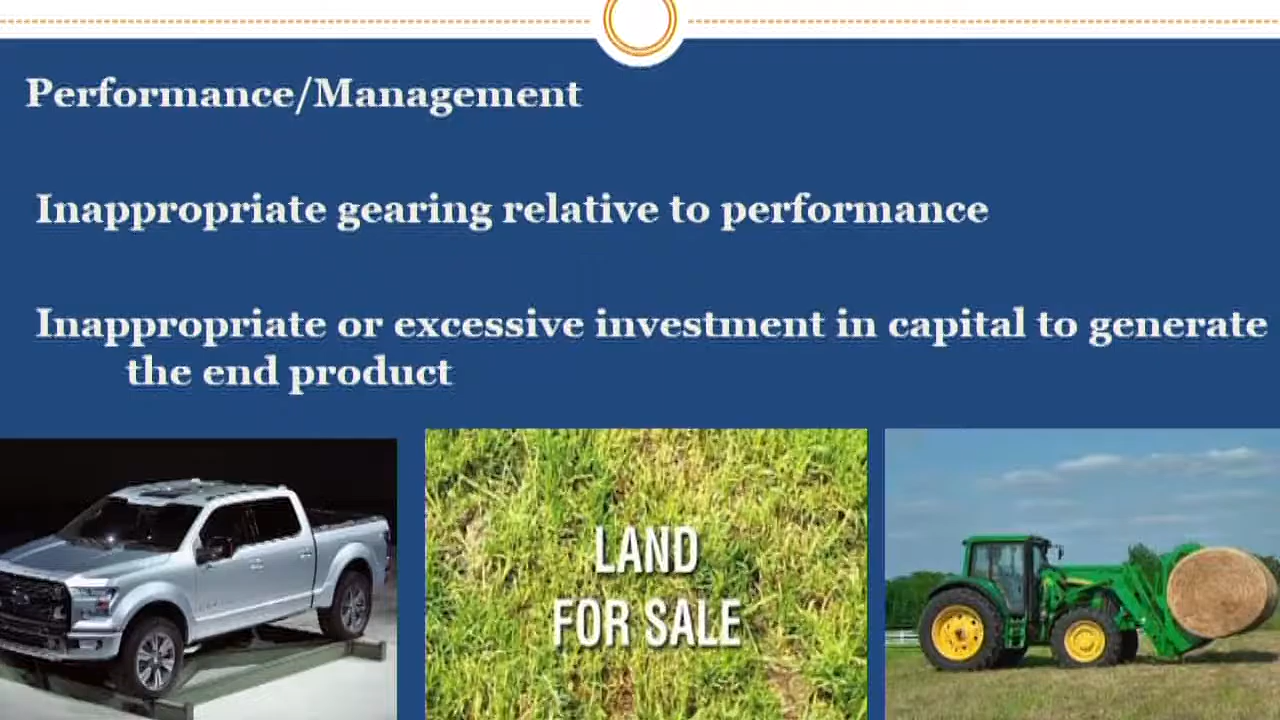 Performance/Management
Inappropriate gearing relative to performance
Inappropriate or excessive investment in capital to generate
the end product
LAND
FOR SALE